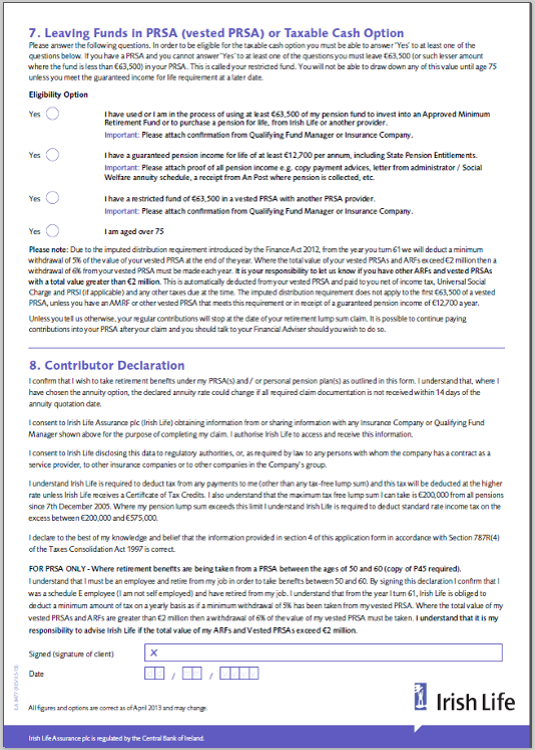 7. Leaving Funds in PRSA (vested PRSA) or Taxable Cash Option
Please answer the following questions. In order to be eligible for the taxable cash option you must be able to answer 'Yes' to at least one of the
questions below. If you have a PRSA and you cannot answer 'Yes' to at least one of the questions you must leave €63,500 (or such lesser amount
where the fund is less than €63,500) in your PRSA. This is called your restricted fund. You will not be able to draw down any of this value until age 75
unless you meet the guaranteed income for life requirement at a later date.
Eligibility Option
Yes
I have used or I am in the process of using at least €63,500 of my pension fund to invest into an Approved Minimum
Retirement Fund or to purchase a pension for life, from Irish Life or another provider.
Important: Please attach confirmation from Qualifying Fund Manager or Insurance Company.
Yes
I have a guaranteed pension income for life of at least €12,700 per annum, including State Pension Entitlements.
Important: Please attach proof of all pension income e.g. copy payment advices, letter from administrator / Social
Welfare annuity schedule, a receipt from An Post where pension is collected, etc.
Yes
I have a restricted fund of €63,500 in a vested PRSA with another PRSA provider.
Important: Please attach confirmation from Qualifying Fund Manager or Insurance Company.
Yes
I am aged over 75
Please note: Due to the imputed distribution requirement introduced by the Finance Act 2012, from the year you turn 61 we will deduct a minimum
withdrawal of 5% of the value of your vested PRSA at the end of the year. Where the total value of your vested PRSAs and ARFs exceed €2 million then a
withdrawal of 6% from your vested PRSA must be made each year. It is your responsibility to let us know if you have other ARFs and vested PRSAs
with a total value greater than €2 million. This is automatically deducted from your vested PRSA and paid to you net of income tax, Universal Social
Charge and PRSI (if applicable) and any other taxes due at the time. The imputed distribution requirement does not apply to the first €63,500 of a vested
PRSA, unless you have an AMRF or other vested PRSA that meets this requirement or in receipt of a guaranteed pension income of €12,700 a year.
Unless you tell us otherwise, your regular contributions will stop at the date of your retirement lump sum claim. It is possible to continue paying
contributions into your PRSA after your claim and you should talk to your Financial Adviser should you wish to do so.
8. Contributor Declaration
I confirm that I wish to take retirement benefits under my PRSA(s) and / or personal pension plan(s) as outlined in this form. I understand that, where I
have chosen the annuity option, the declared annuity rate could change if all required claim documentation is not received within 14 days of the
annuity quotation date.
I consent to Irish Life Assurance plc (Irish Life) obtaining information from or sharing information with any Insurance Company or Qualifying Fund
Manager shown above for the purpose of completing my claim. I authorise Irish Life to access and receive this information.
I consent to Irish Life disclosing this data to regulatory authorities, or, as required by law to any persons with whom the company has a contract as a
service provider, to other insurance companies or to other companies in the Company's group.
I understand Irish Life is required to deduct tax from any payments to me (other than any tax-free lump sum) and this tax will be deducted at the higher
rate unless Irish Life receives a Certificate of Tax Credits. I also understand that the maximum tax free lump sum I can take is €200,000 from all pensions
since 7th December 2005. Where my pension lump sum exceeds this limit I understand Irish Life is required to deduct standard rate income tax on the
excess between €200,000 and €575,000.
I declare to the best of my knowledge and belief that the information provided in section 4 of this application form in accordance with Section 787R(4)
of the Taxes Consolidation Act 1997 is correct.
FOR PRSA ONLY - Where retirement benefits are being taken from a PRSA between the ages of 50 and 60 (copy of P45 required).
I understand that I must be an employee and retire from my job in order to take benefits between 50 and 60. By signing this declaration I confirm that I
was a schedule E employee (I am not self employed) and have retired from my job. I understand that from the year I turn 61, Irish Life is obliged to
deduct a minimum amount of tax on a yearly basis as if a minimum withdrawal of 5% has been taken from my vested PRSA. Where the total value of my
vested PRSAs and ARFs are greater than €2 million then a withdrawal of 6% of the value of my vested PRSA must be taken. I understand that it is my
responsibility to advise Irish Life if the total value of my ARFs and Vested PRSAs exceed €2 million.
Signed (signature of client)
X
Date
/ /
All figures and options are correct as of April 2013 and may change.
Irish Life
Irish Life Assurance plc is regulated by the Central Bank of Ireland.